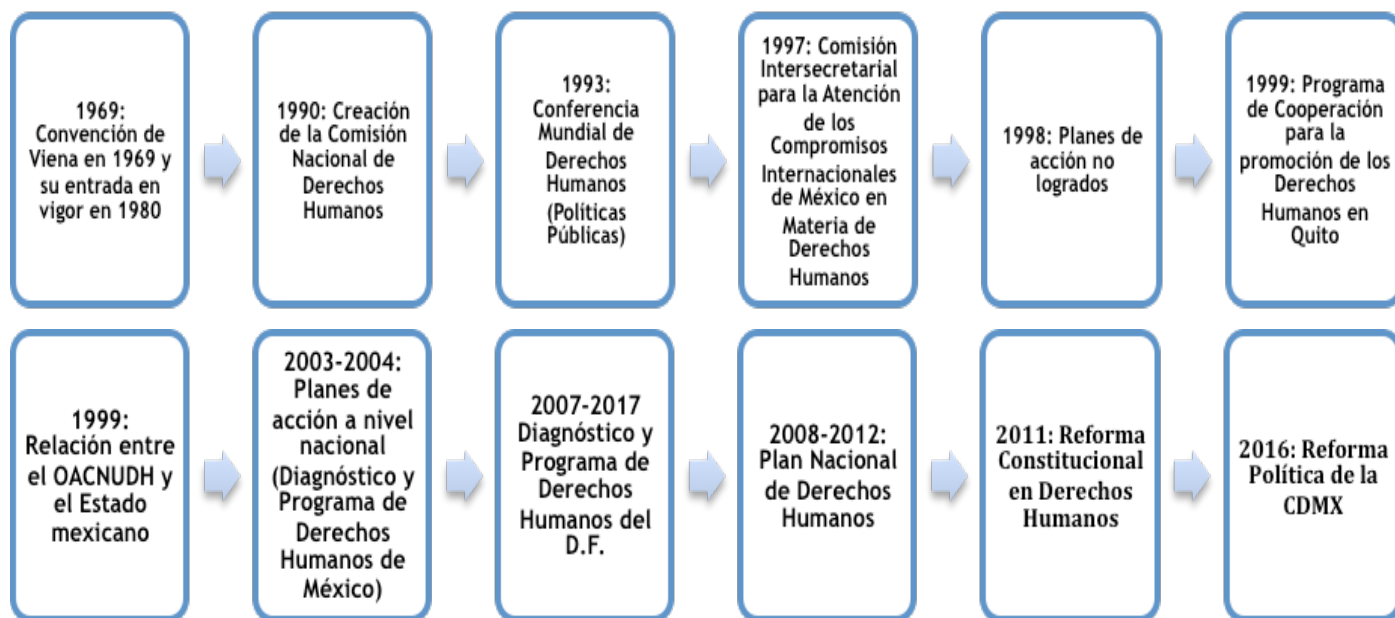 1969:
Convención de
Viena en 1969 y
su entrada en
vigor en 1980
1990: Creación
de la Comisión
Nacional de
Derechos
Humanos
1993:
Conferencia
Mundial de
Derechos
Humanos
(Políticas
Públicas)
1997: Comisión
Intersecretarial
para la Atención
de los
Compromisos
Internacionales
de México en
Materia de
Derechos
Humanos
1998: Planes de
acción no
logrados
1999: Programa
de Cooperación
para la
promoción de los
Derechos
Humanos en
Quito
1999:
Relación entre
el OACNUDH y
el Estado
mexicano
2003-2004:
Planes de
acción a nivel
nacional
(Diagnóstico y
Programa de
Derechos
Humanos de
México)
2007-2017
Diagnóstico y
Programa de
Derechos
Humanos del
D.F.
2008-2012:
Plan Nacional
de Derechos
Humanos
2011: Reforma
Constitucional
en Derechos
Humanos
2016: Reforma
Política de la
CDMX